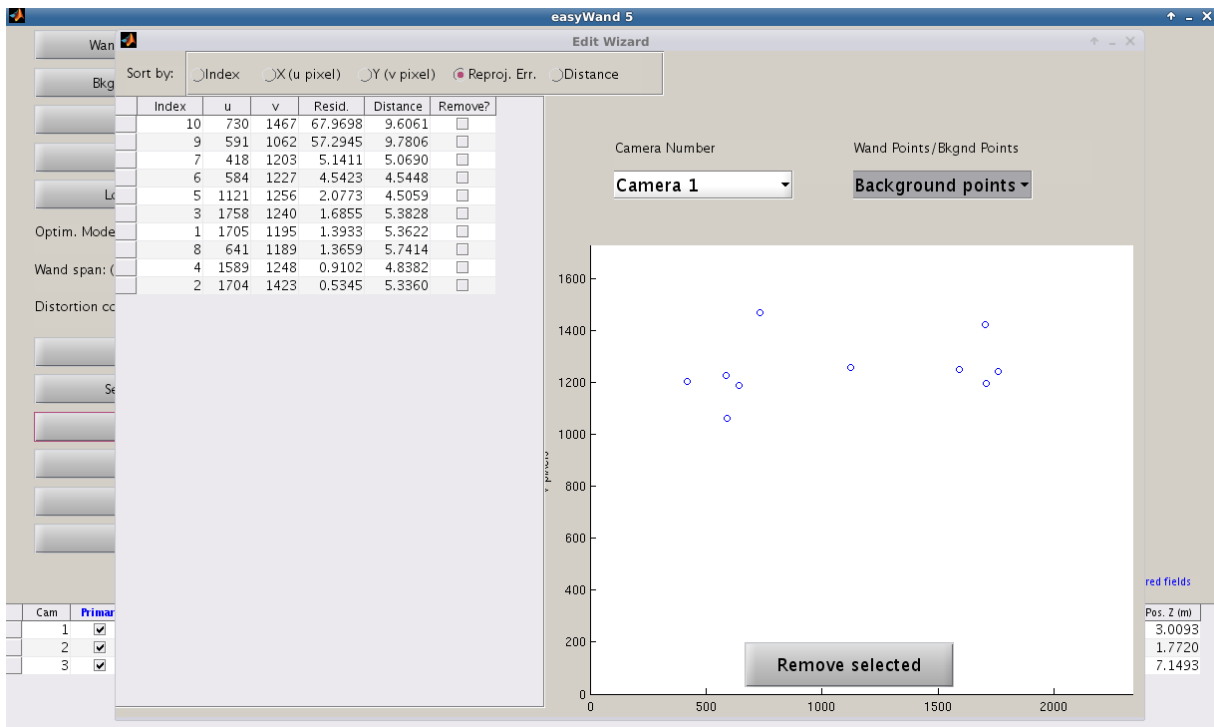 easyWand 5
Edit Wizard
Wan
Sort by: Index X (u pixel) Y (v pixel) Reproj. Err. Distance
Bkg
Index u v Resid. Distance Remove?
10 730 1467 67.9698 9.6061
9 591 1062 57.2945 9.7806
7 418 1203 5.1411 5.0690
6 584 1227 4.5423 4.5448
5 1121 1256 2.0773 4.5059
3 1758 1240 1.6855 5.3828
1 1705 1195 1.3933 5.3622
8 641 1189 1.3659 5.7414
4 1589 1248 0.9102 4.8382
2 1704 1423 0.5345 5.3360
Camera Number Wand Points/Bkgnd Points
Camera 1 Background points
Lo
Optim. Mode
Wand span: (
Distortion co
Se
1600
1400
1200
1000
800
600
400
200
0
v pixels
0 500 1000 1500 2000
Remove selected
red fields
Cam Primar Pos. Z (m)
1 3.0093
2 1.7720
3 7.1493